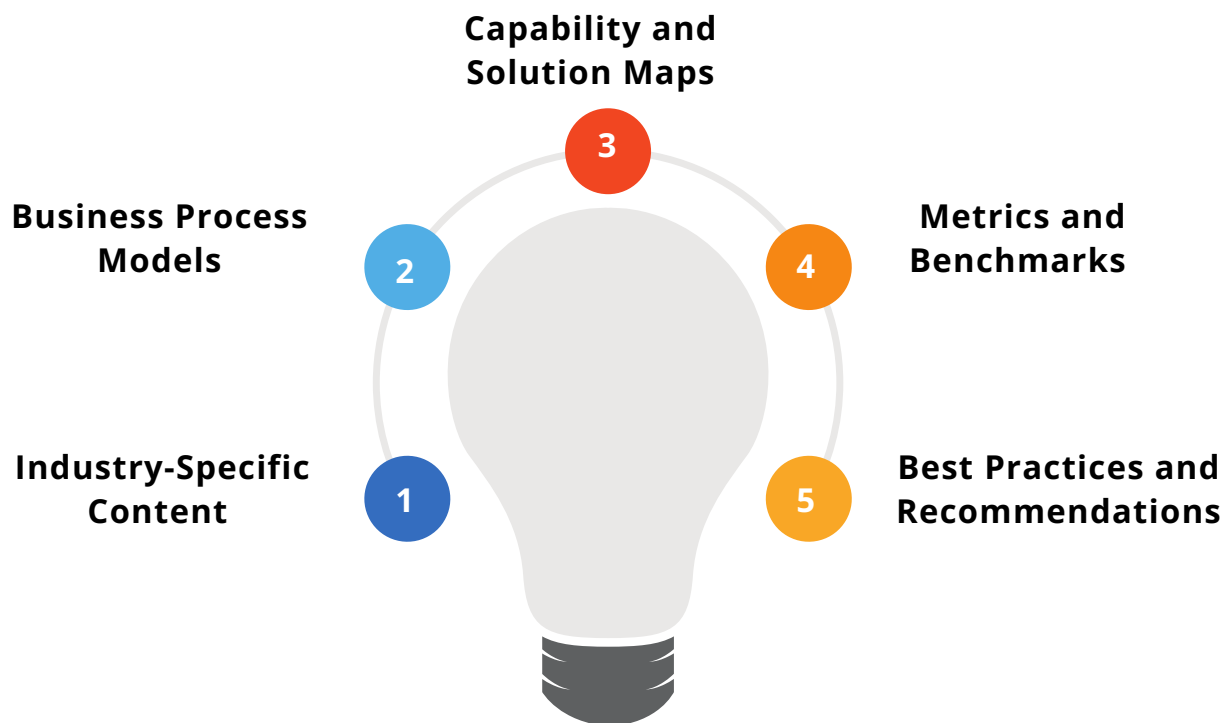 Capability and
Solution Maps
3
Business Process
Models
2
Metrics and
Benchmarks
4
Industry-Specific
Content
1
Best Practices and
Recommendations
5